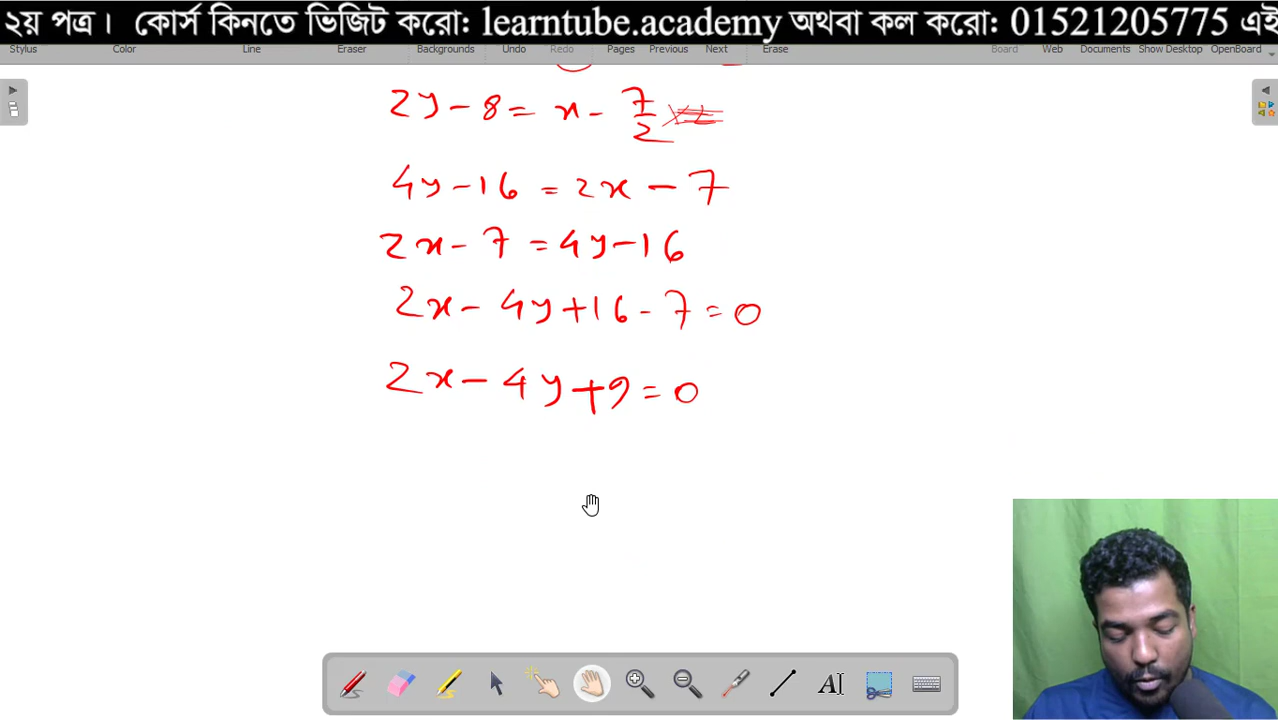 ২য় পত্র। কোর্স কিনতে ভিজিট করো: learntube.academy অথবা কল করো: 01521205775 এই
Stylus Color Line Eraser Backgrounds Undo Redo Pages Previous Next Erase Board Web Documents Show Desktop OpenBoard
2y - 8 = x - 7/2
4y - 16 = 2x - 7
2x - 7 = 4y - 16
2x - 4y + 16 - 7 = 0
2x - 4y + 9 = 0